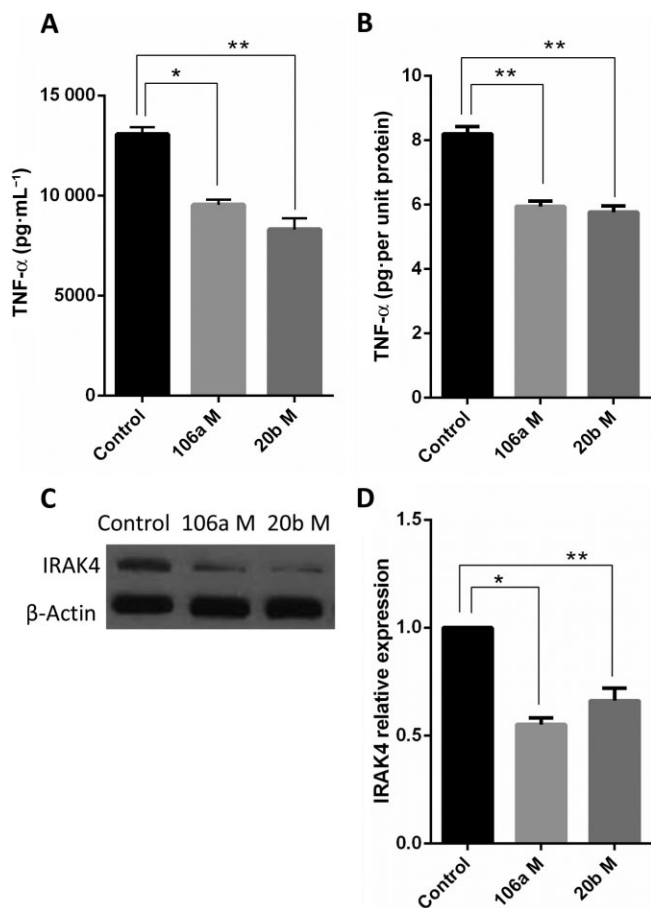 A
**
*
TNF-α (pg·mL⁻¹)
15 000
10 000
5000
0
Control
106a M
20b M
B
**
**
TNF-α (pg·per unit protein)
10
8
6
4
2
0
Control
106a M
20b M
C
Control 106a M 20b M
IRAK4
β-Actin
D
**
*
IRAK4 relative expression
1.5
1.0
0.5
0.0
Control
106a M
20b M